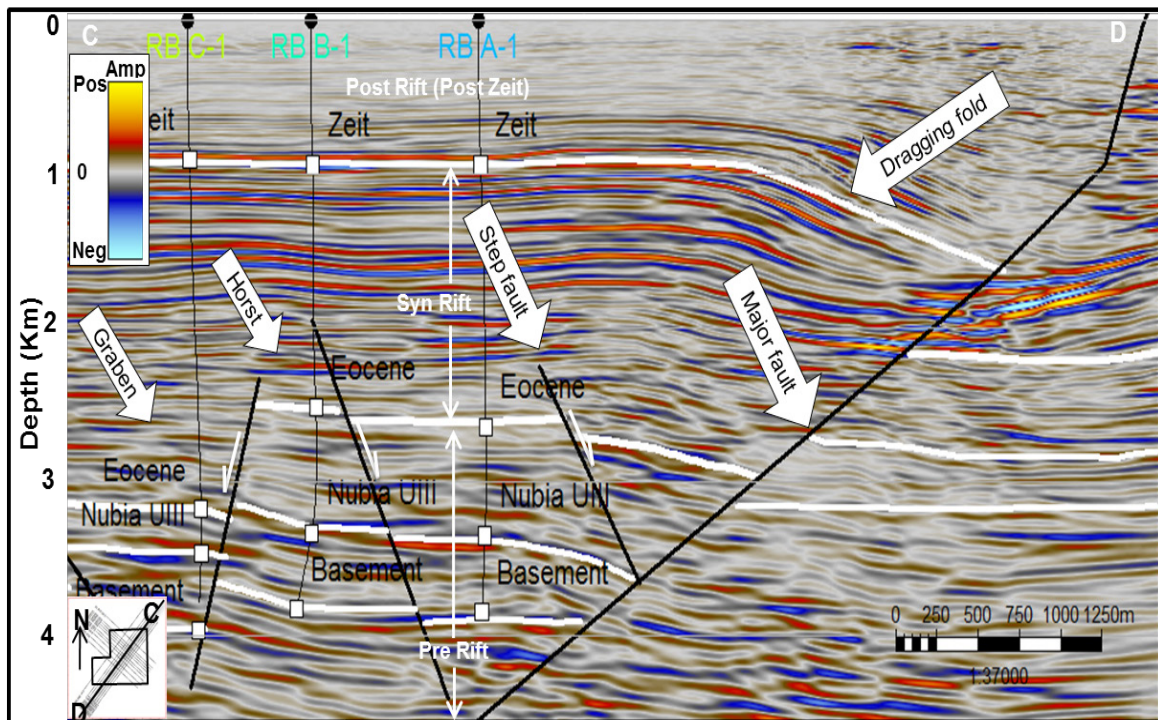 0
C
RB C-1
RB B-1
RB A-1
D
Amp
Pos
0
Neg
Post Rift (Post Zeit)
eit
Zeit
Zeit
Dragging fold
1
Depth (Km)
2
Syn Rift
Step fault
Major fault
Horst
Graben
Eocene
Eocene
3
Eocene
Nubia UIII
Nubia UIII
Nubia UIII
Basement
Basement
Basement
4
Pre Rift
N
C
D
0 250 500 750 1000 1250m
1:37000